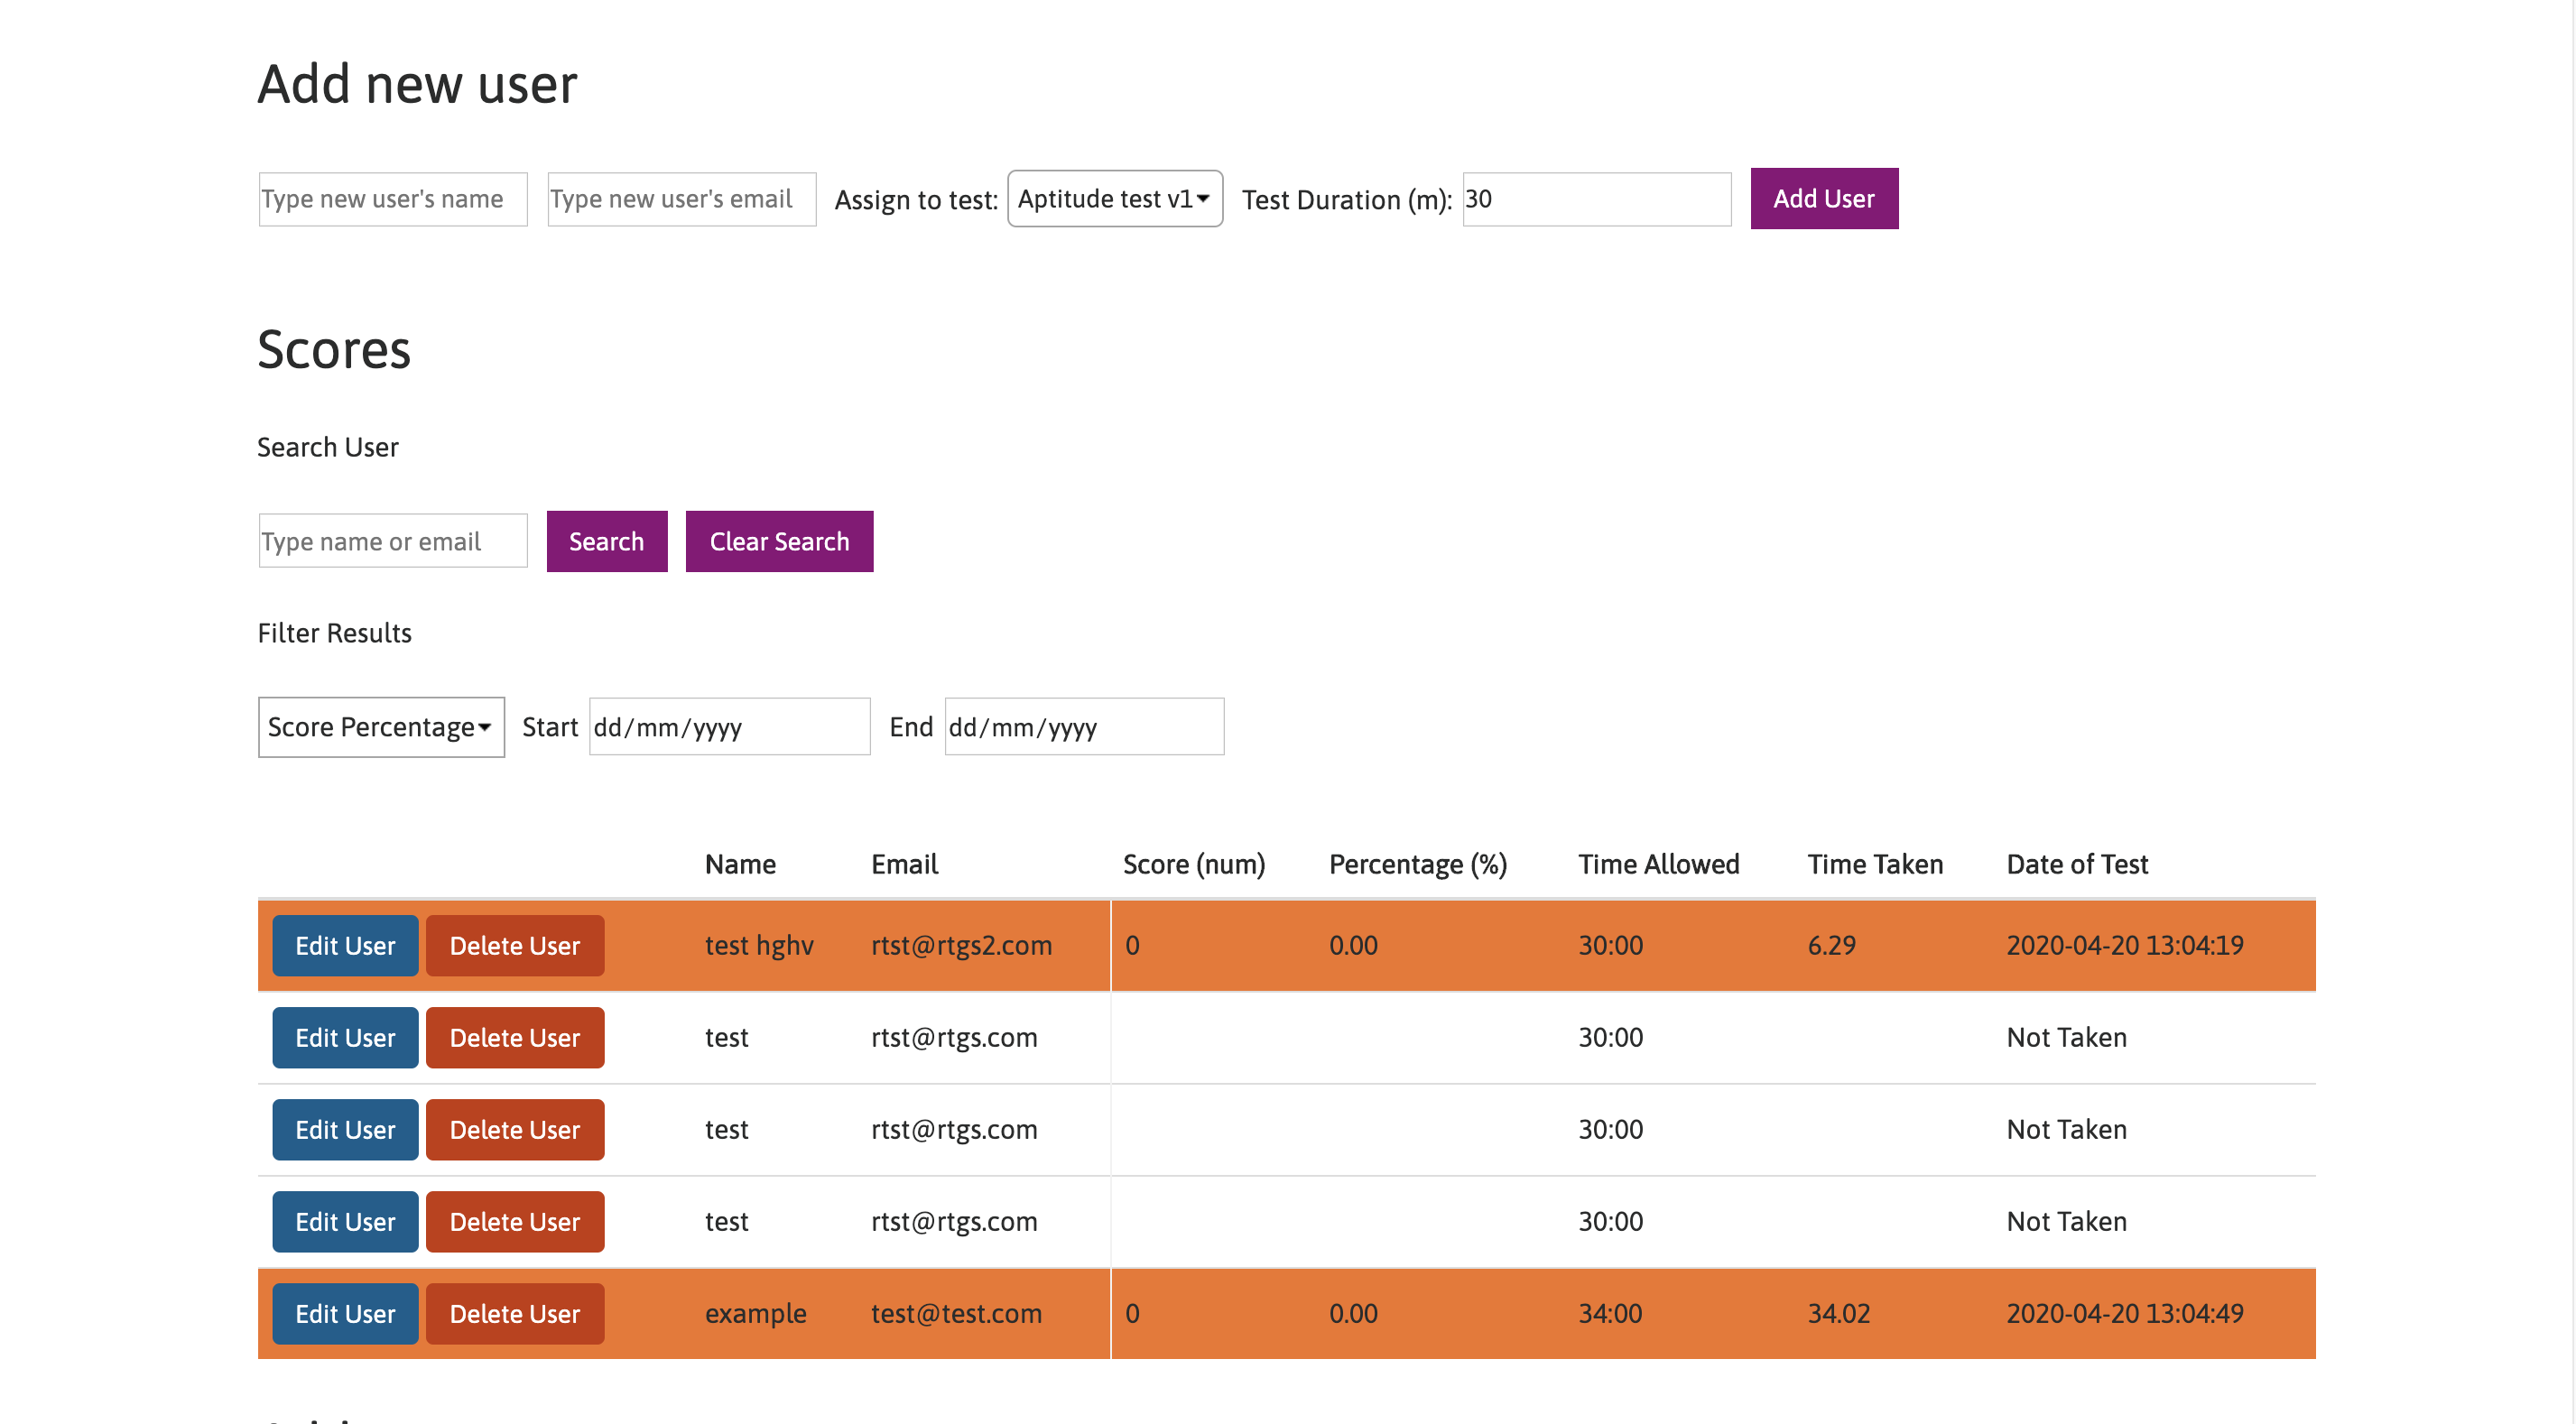 Add new user
Type new user's name Type new user's email Assign to test: Aptitude test v1 Test Duration (m): 30 Add User
Scores
Search User
Type name or email Search Clear Search
Filter Results
Score Percentage Start dd/mm/yyyy End dd/mm/yyyy
Name Email Score (num) Percentage (%) Time Allowed Time Taken Date of Test
Edit User Delete User test hghv rtst@rtgs2.com 0 0.00 30:00 6.29 2020-04-20 13:04:19
Edit User Delete User test rtst@rtgs.com 30:00 Not Taken
Edit User Delete User test rtst@rtgs.com 30:00 Not Taken
Edit User Delete User test rtst@rtgs.com 30:00 Not Taken
Edit User Delete User example test@test.com 0 0.00 34:00 34.02 2020-04-20 13:04:49